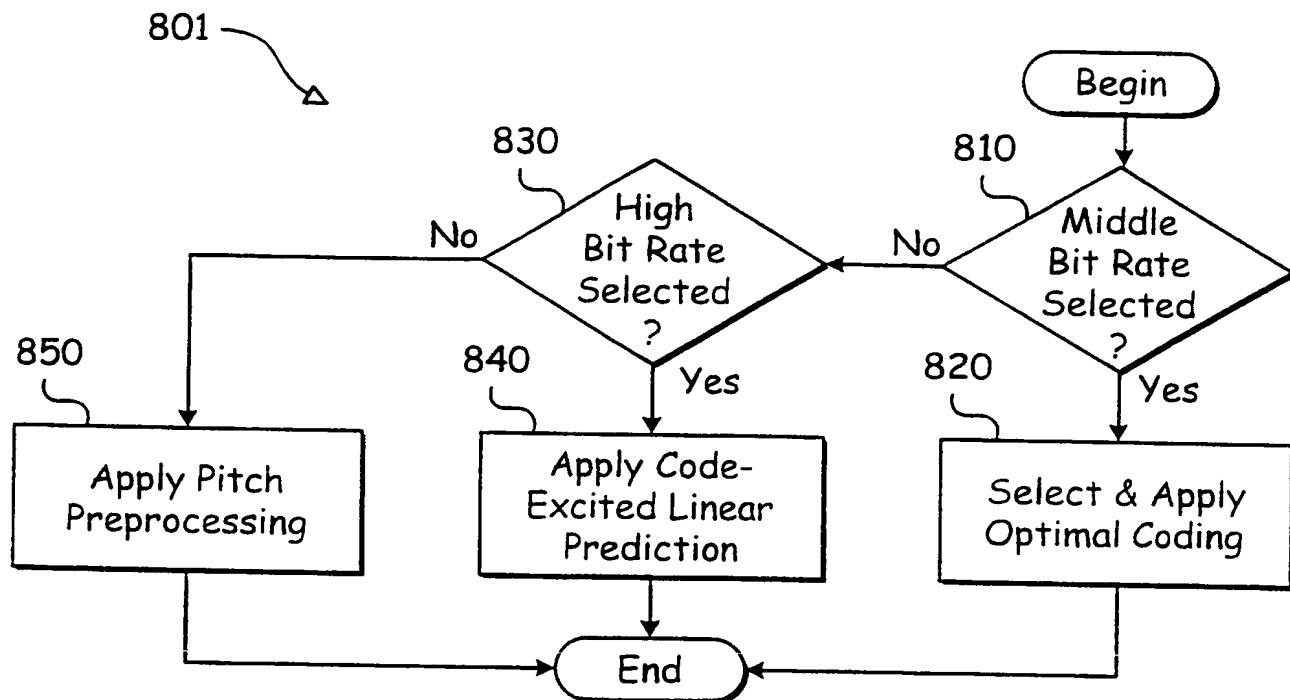 801
Begin
830
810
High
Bit Rate
Selected
?
No
Middle
Bit Rate
Selected
?
No
850
840
Yes
820
Yes
Apply Pitch
Preprocessing
Apply Code-
Excited Linear
Prediction
Select & Apply
Optimal Coding
End